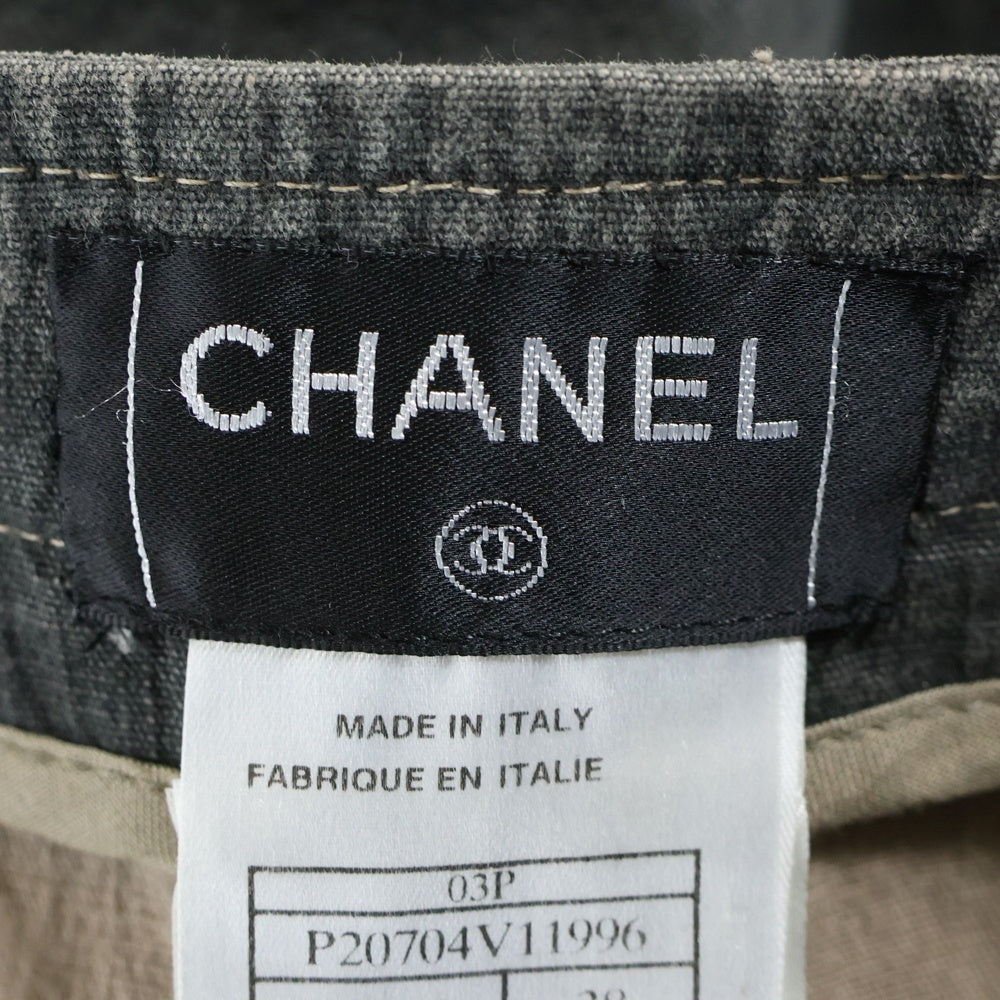 CHANEL
MADE IN ITALY
FABRIQUE EN ITALIE
03P
P20704V11996